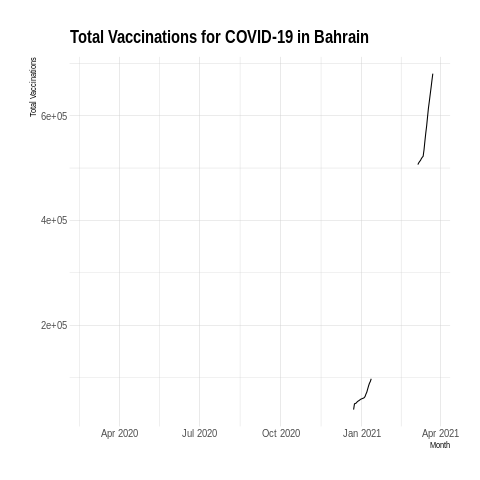 Total Vaccinations for COVID-19 in Bahrain
Total Vaccinations
6e+05
4e+05
2e+05
Apr 2020 Jul 2020 Oct 2020 Jan 2021 Apr 2021
Month